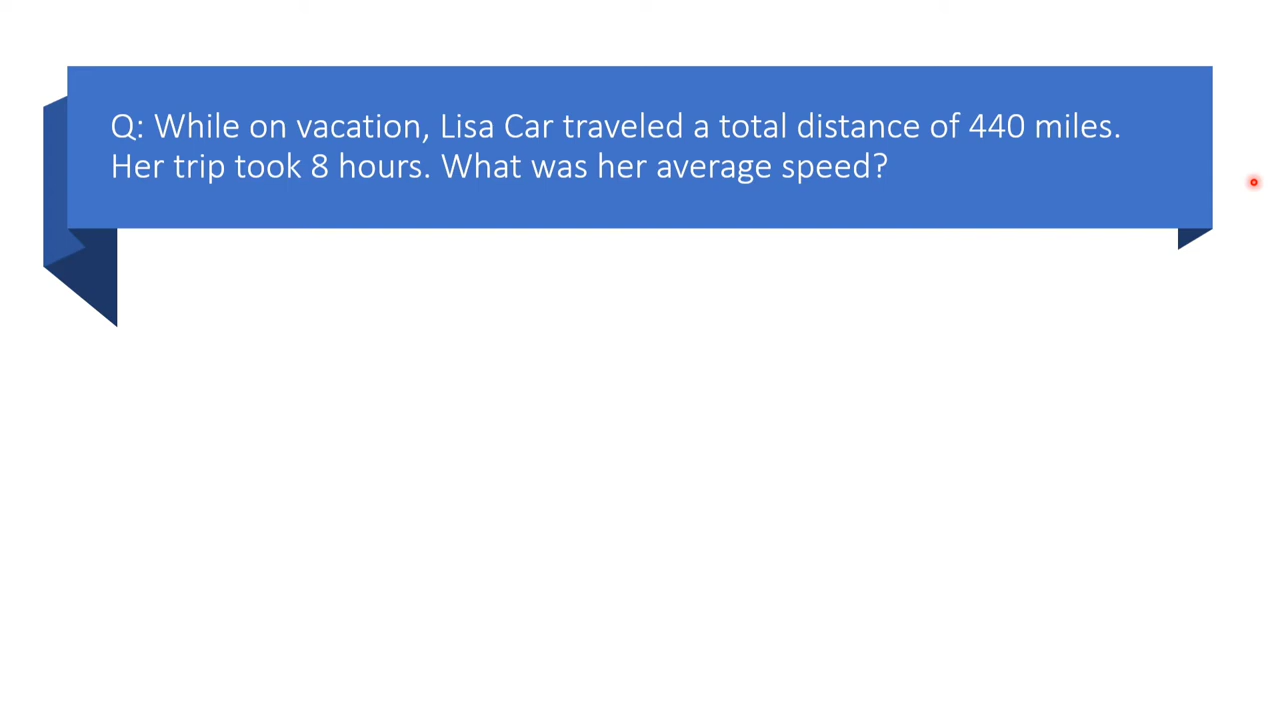 Q: While on vacation, Lisa Car traveled a total distance of 440 miles.
Her trip took 8 hours. What was her average speed?